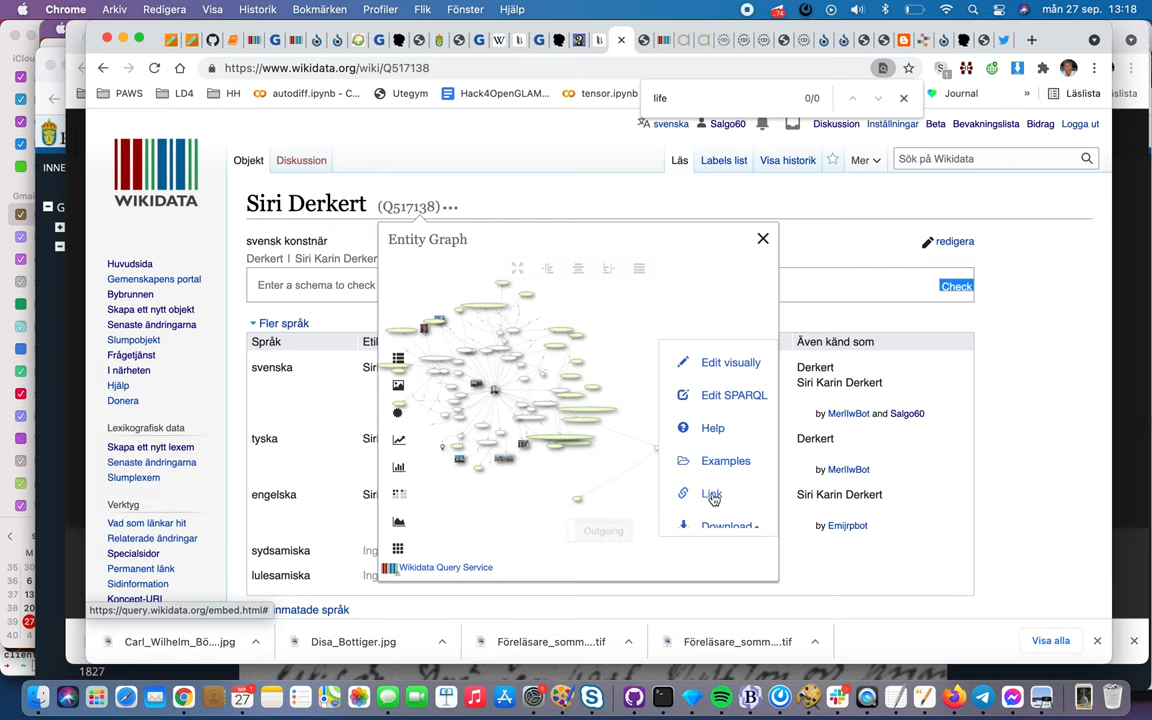 Chrome Arkiv Redigera Visa Historik Bokmärken Profiler Flik Fönster Hjälp 74 mån 27 sep. 13:18
https://www.wikidata.org/wiki/Q517138
PAWS LD4 HH autodiff.ipynb - C... Utegym Hack4OpenGLAM... tensor.ipynb Journal » Läslista
life 0/0
svenska Salgo60 Diskussion Inställningar Beta Bevakningslista Bidrag Logga ut
WIKIDATA
Objekt Diskussion Läs Labels list Visa historik Mer Sök på Wikidata
Siri Derkert (Q517138)
svensk konstnär
redigera
Derkert | Siri Karin Derker
Enter a schema to check
Check
Fler språk
Språk
Även känd som
svenska
Derkert
Siri Karin Derkert
by MerlIwBot and Salgo60
tyska
Derkert
by MerlIwBot
engelska
Siri Karin Derkert
by Emijrpbot
sydsamiska
lulesamiska
Entity Graph
Edit visually
Edit SPARQL
Help
Examples
Link
Download
Outgoing
Wikidata Query Service
Huvudsida
Gemenskapens portal
Bybrunnen
Skapa ett nytt objekt
Senaste ändringarna
Slumpobjekt
Frågetjänst
I närheten
Hjälp
Donera
Lexikografisk data
Skapa ett nytt lexem
Senaste ändringarna
Slumplexem
Verktyg
Vad som länkar hit
Relaterade ändringar
Specialsidor
Permanent länk
Sidinformation
Koncept-URI
https://query.wikidata.org/embed.html#
nmatade språk
Carl_Wilhelm_Bö....jpg Disa_Bottiger.jpg Föreläsare_somm....tif Föreläsare_somm....tif Visa alla
1827